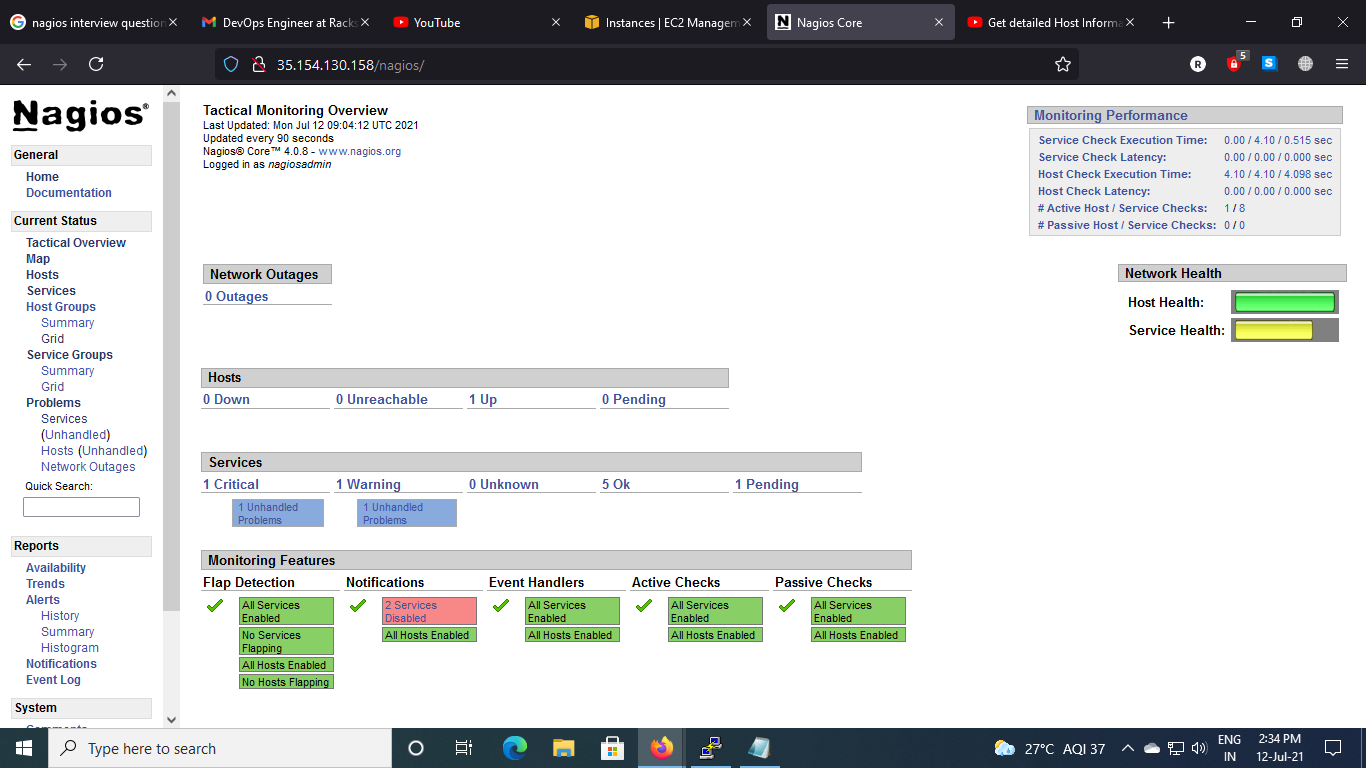 nagios interview question
DevOps Engineer at Racks
YouTube
Instances | EC2 Managem
Nagios Core
Get detailed Host Informa
35.154.130.158/nagios/
R
5
S
Nagios®
General
Home
Documentation
Current Status
Tactical Overview
Map
Hosts
Services
Host Groups
Summary
Grid
Service Groups
Summary
Grid
Problems
Services
(Unhandled)
Hosts (Unhandled)
Network Outages
Quick Search:
Reports
Availability
Trends
Alerts
History
Summary
Histogram
Notifications
Event Log
System
Tactical Monitoring Overview
Last Updated: Mon Jul 12 09:04:12 UTC 2021
Updated every 90 seconds
Nagios® Core™ 4.0.8 - www.nagios.org
Logged in as nagiosadmin
Monitoring Performance
Service Check Execution Time: 0.00 / 4.10 / 0.515 sec
Service Check Latency: 0.00 / 0.00 / 0.000 sec
Host Check Execution Time: 4.10 / 4.10 / 4.098 sec
Host Check Latency: 0.00 / 0.00 / 0.000 sec
# Active Host / Service Checks: 1 / 8
# Passive Host / Service Checks: 0 / 0
Network Outages
0 Outages
Network Health
Host Health:
Service Health:
Hosts
0 Down 0 Unreachable 1 Up 0 Pending
Services
1 Critical 1 Warning 0 Unknown 5 Ok 1 Pending
1 Unhandled
Problems
1 Unhandled
Problems
Monitoring Features
Flap Detection Notifications Event Handlers Active Checks Passive Checks
All Services
Enabled
No Services
Flapping
All Hosts Enabled
No Hosts Flapping
2 Services
Disabled
All Hosts Enabled
All Services
Enabled
All Hosts Enabled
All Services
Enabled
All Hosts Enabled
All Services
Enabled
All Hosts Enabled
Type here to search
27°C AQI 37
ENG
IN
2:34 PM
12-Jul-21